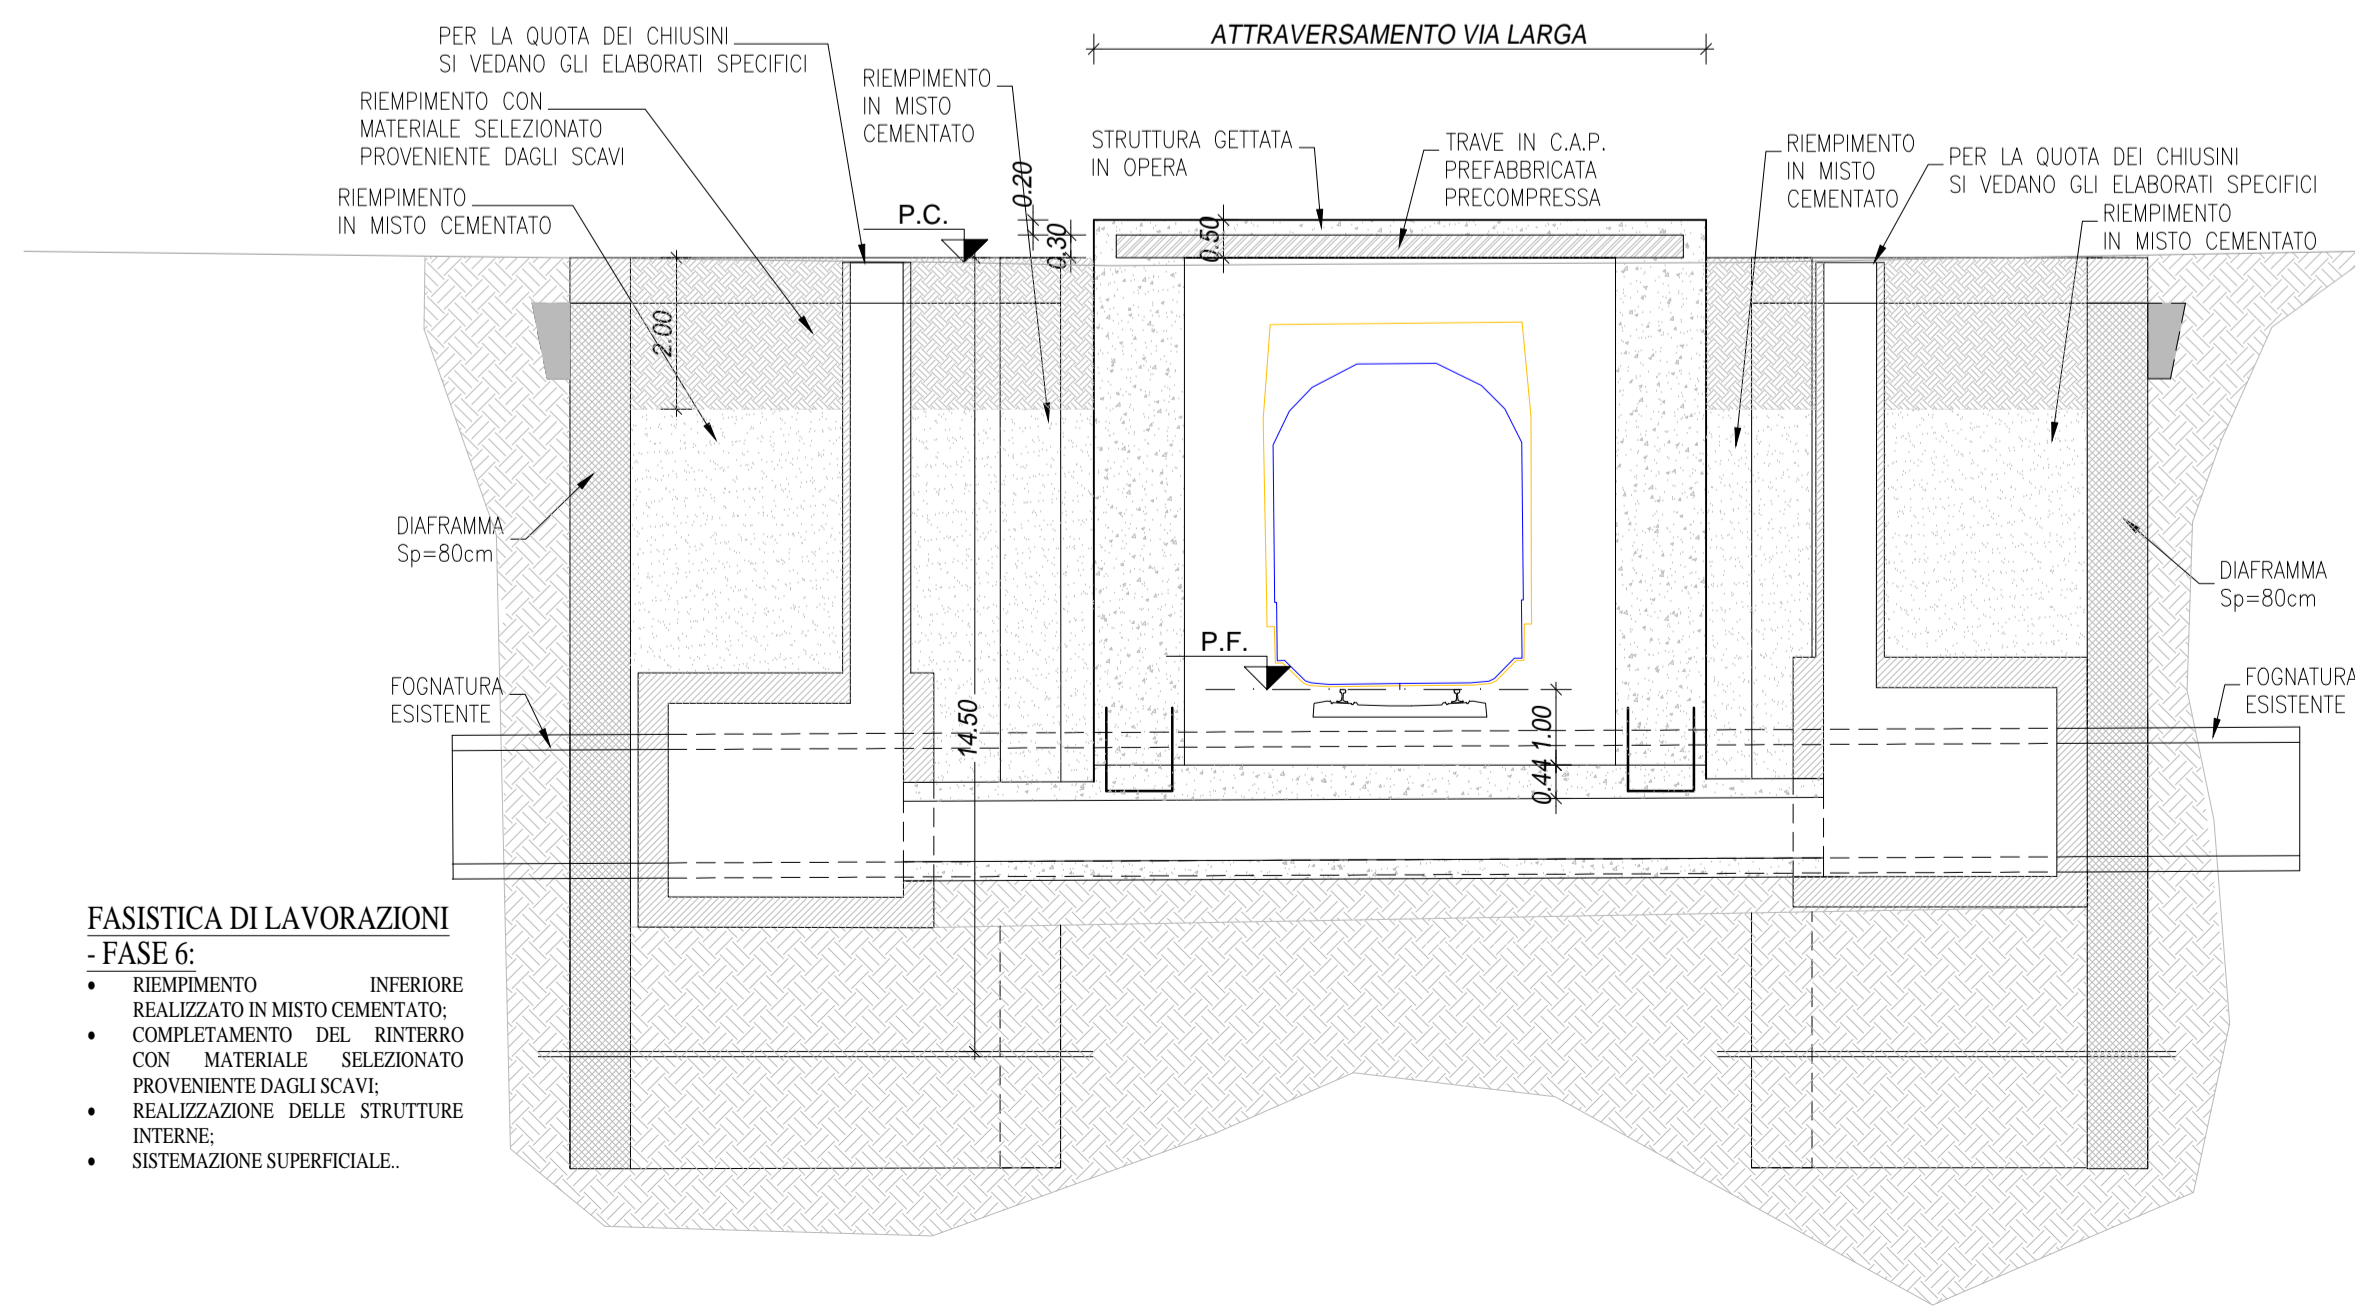 ATTRAVERSAMENTO VIA LARGA
PER LA QUOTA DEI CHIUSINI
SI VEDANO GLI ELABORATI SPECIFICI
RIEMPIMENTO CON
MATERIALE SELEZIONATO
PROVENIENTE DAGLI SCAVI
RIEMPIMENTO
IN MISTO CEMENTATO
RIEMPIMENTO
IN MISTO
CEMENTATO
STRUTTURA GETTATA
IN OPERA
TRAVE IN C.A.P.
PREFABBRICATA
PRECOMPRESSA
RIEMPIMENTO
IN MISTO
CEMENTATO
PER LA QUOTA DEI CHIUSINI
SI VEDANO GLI ELABORATI SPECIFICI
RIEMPIMENTO
IN MISTO CEMENTATO
P.C.
0.20
0.30
0.50
2.00
DIAFRAMMA
Sp=80cm
DIAFRAMMA
Sp=80cm
P.F.
FOGNATURA
ESISTENTE
FOGNATURA
ESISTENTE
14.50
1.00
0.44
FASISTICA DI LAVORAZIONI
- FASE 6:
• RIEMPIMENTO INFERIORE
REALIZZATO IN MISTO CEMENTATO;
• COMPLETAMENTO DEL RINTERRO
CON MATERIALE SELEZIONATO
PROVENIENTE DAGLI SCAVI;
• REALIZZAZIONE DELLE STRUTTURE
INTERNE;
• SISTEMAZIONE SUPERFICIALE..